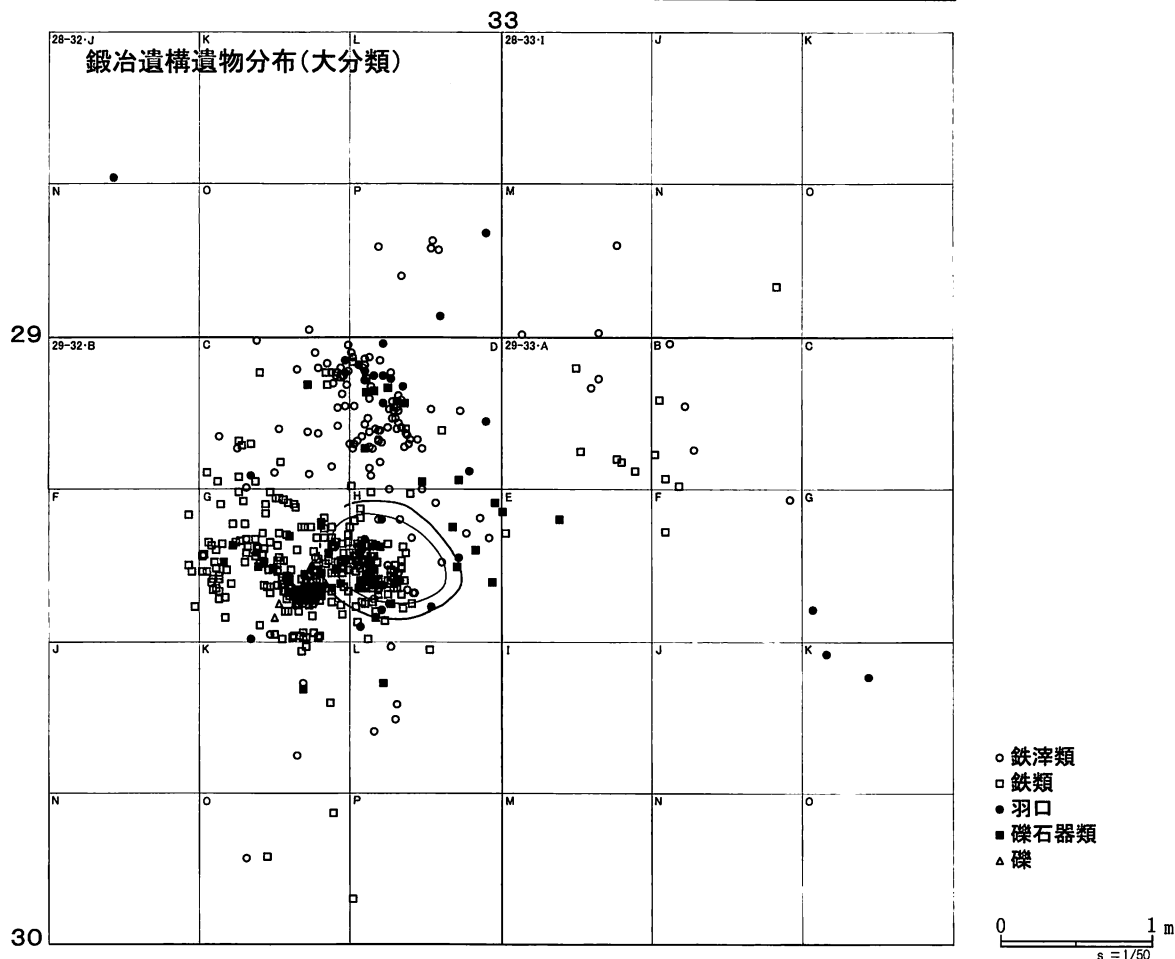 33
28-32・J K L 28-33・I J K
鍛冶遺構遺物分布(大分類)
N O P M N O
29
29-32・B C D 29-33・A B C
F G H E F G
J K L I J K
N O P M N O
30
○ 鉄滓類
□ 鉄類
● 羽口
■ 礫石器類
△ 礫
0 1 m
s = 1/50